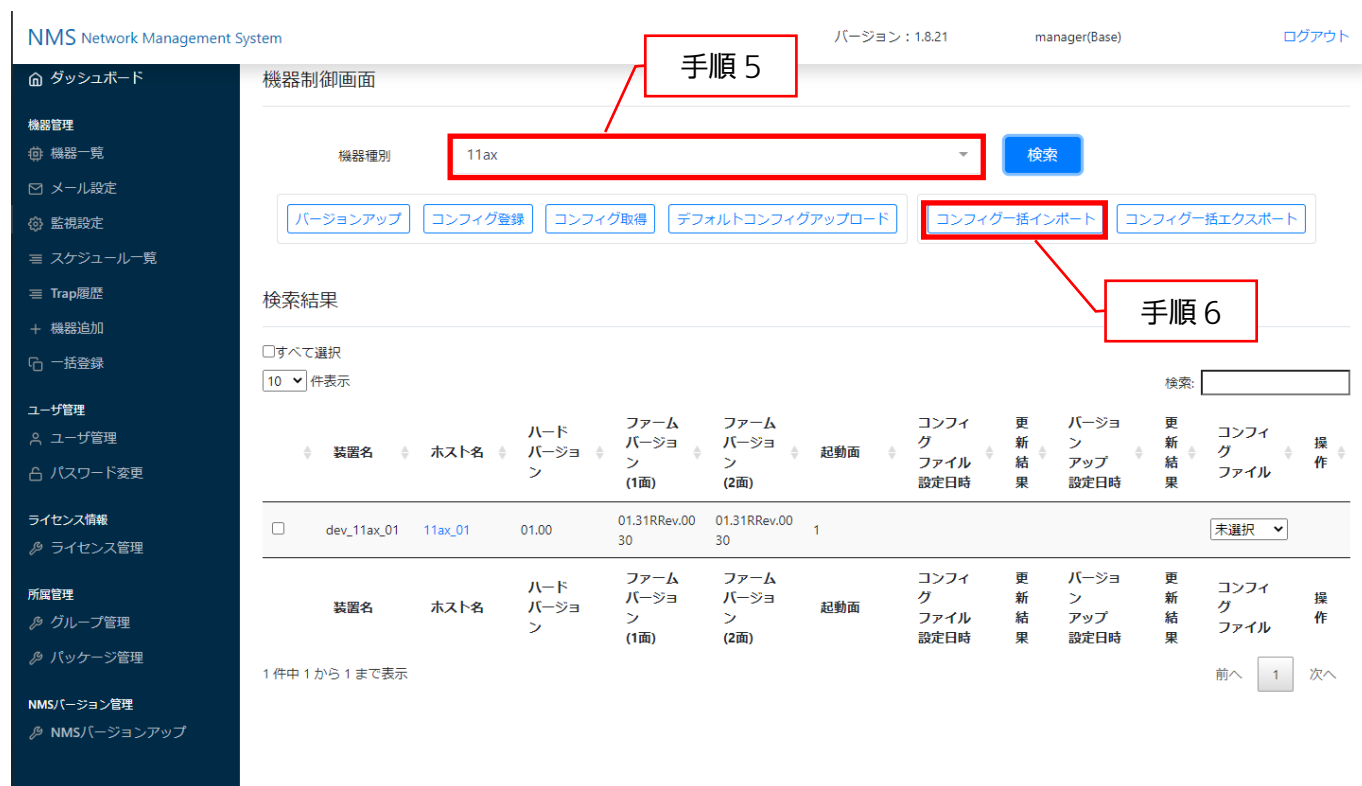 NMS Network Management System
バージョン：1.8.21
manager(Base)
ログアウト
手順５
ダッシュボード
機器管理
機器一覧
メール設定
監視設定
スケジュール一覧
Trap履歴
機器追加
一括登録
ユーザ管理
ユーザ管理
パスワード変更
ライセンス情報
ライセンス管理
所属管理
グループ管理
パッケージ管理
NMSバージョン管理
NMSバージョンアップ
機器制御画面
機器種別
11ax
検索
バージョンアップ
コンフィグ登録
コンフィグ取得
デフォルトコンフィグアップロード
コンフィグ一括インポート
コンフィグ一括エクスポート
手順６
検索結果
すべて選択
10 件表示
検索:
装置名
ホスト名
ハード
バージョ
ン
ファーム
バージョ
ン
(1面)
ファーム
バージョ
ン
(2面)
起動面
コンフィ
グ
ファイル
設定日時
更
新
結
果
バージョ
ン
アップ
設定日時
更
新
結
果
コンフィ
グ
ファイル
操
作
dev_11ax_01
11ax_01
01.00
01.31RRev.00
30
01.31RRev.00
30
1
未選択
装置名
ホスト名
ハード
バージョ
ン
ファーム
バージョ
ン
(1面)
ファーム
バージョ
ン
(2面)
起動面
コンフィ
グ
ファイル
設定日時
更
新
結
果
バージョ
ン
アップ
設定日時
更
新
結
果
コンフィ
グ
ファイル
操
作
1 件中 1 から 1 まで表示
前へ
1
次へ